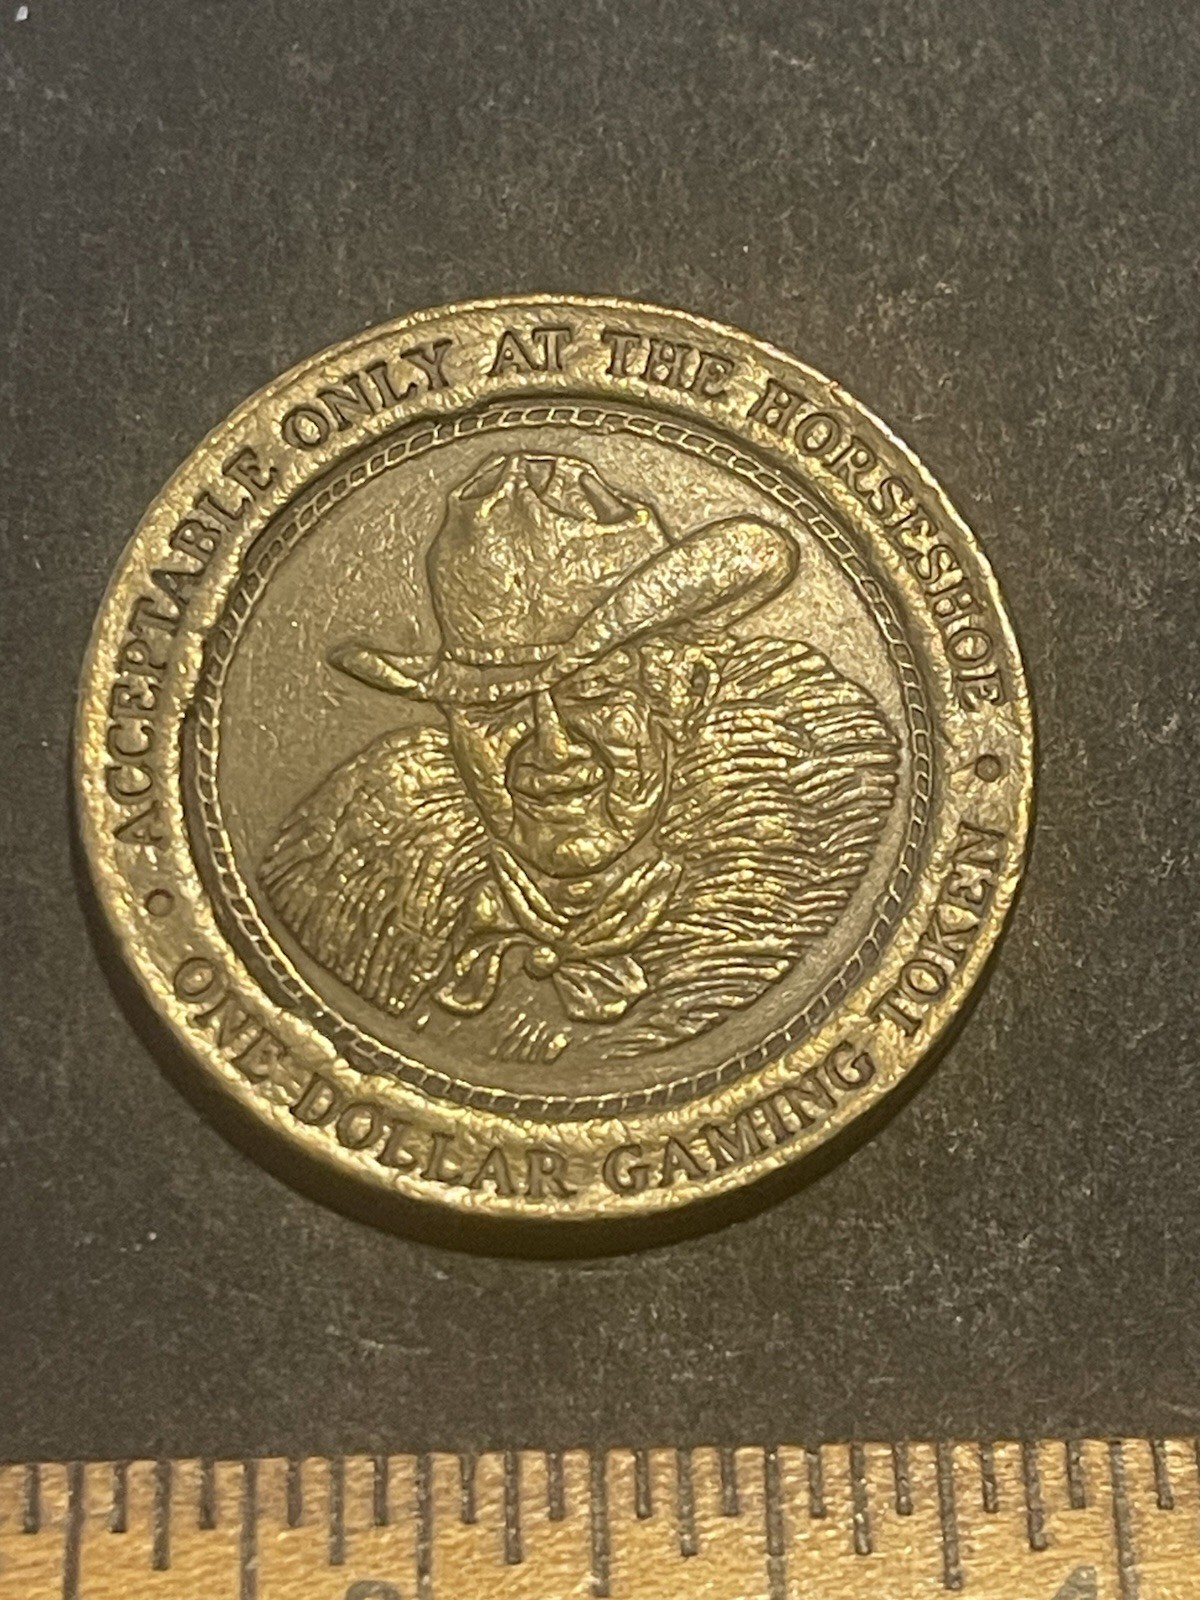 ACCEPTABLE ONLY AT THE HORSESHOE
• ONE DOLLAR GAMING TOKEN •